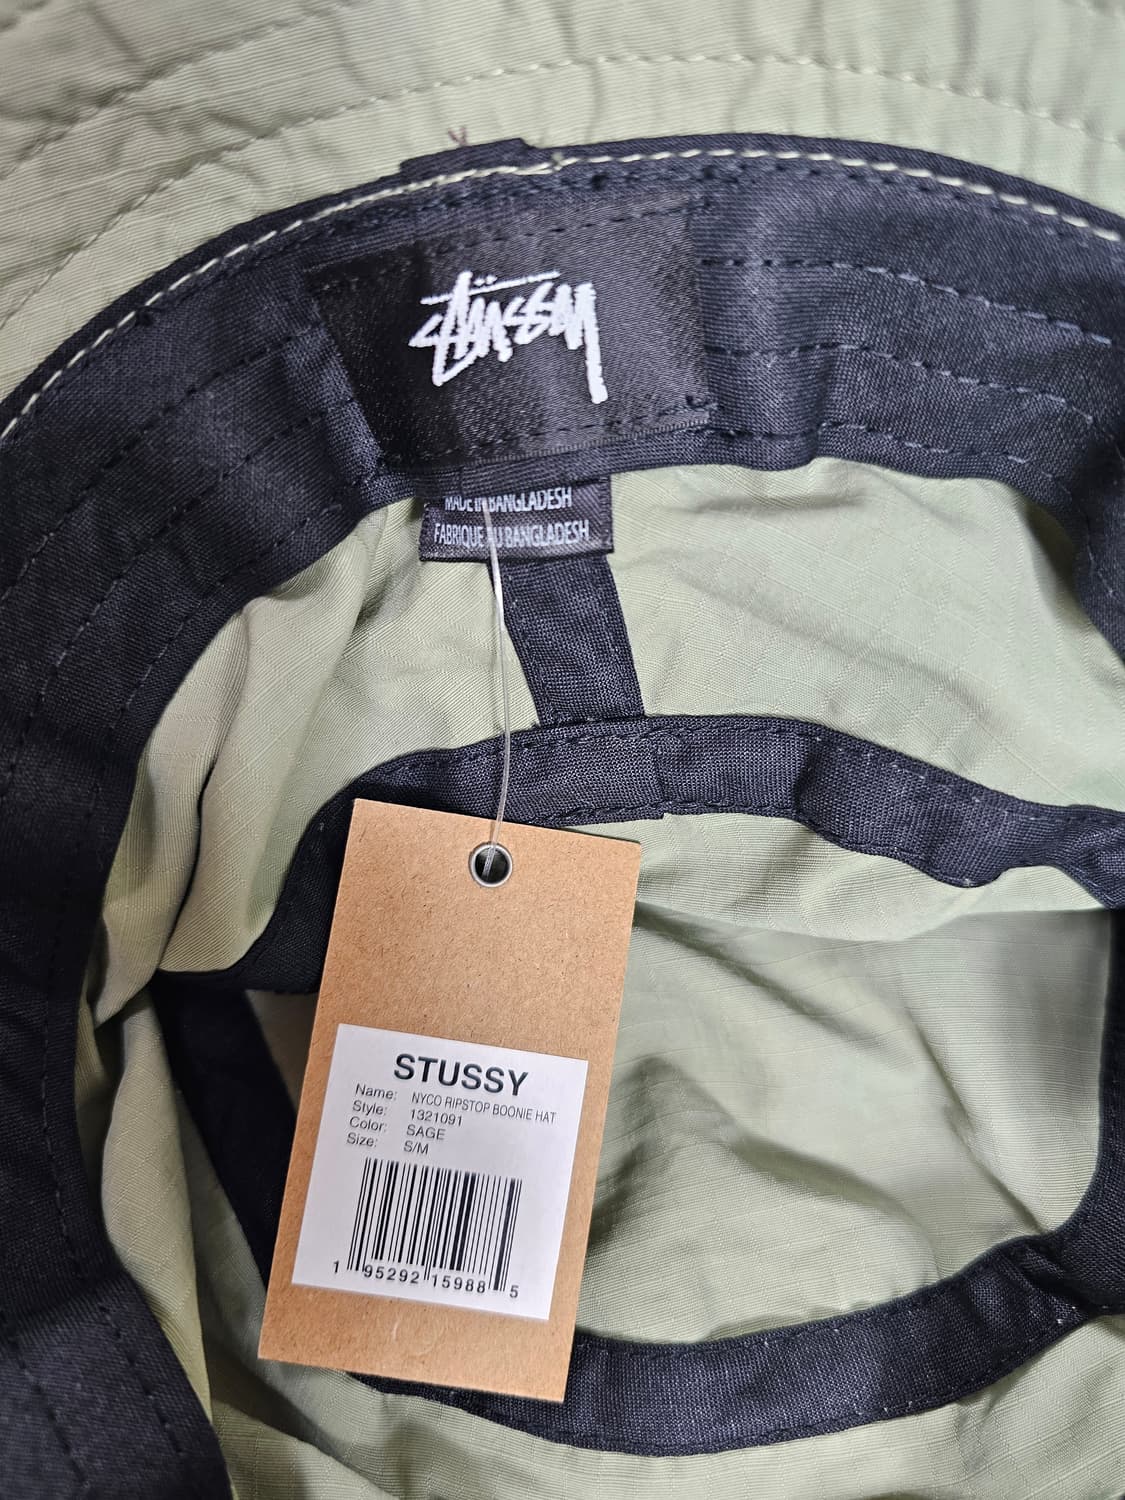 Stüssy
MADE IN BANGLADESH
FABRIQUE AU BANGLADESH
STUSSY
Name: NYCO RIPSTOP BOONIE HAT
Style: 1321091
Color: SAGE
Size: S/M
1 95292 15988 5